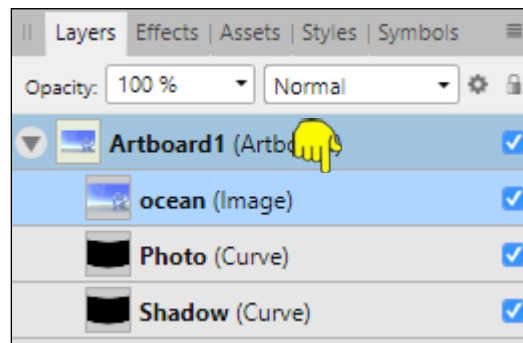 Layers Effects | Assets | Styles | Symbols
Opacity: 100 % Normal
Artboard1 (Artbo
ocean (Image)
Photo (Curve)
Shadow (Curve)